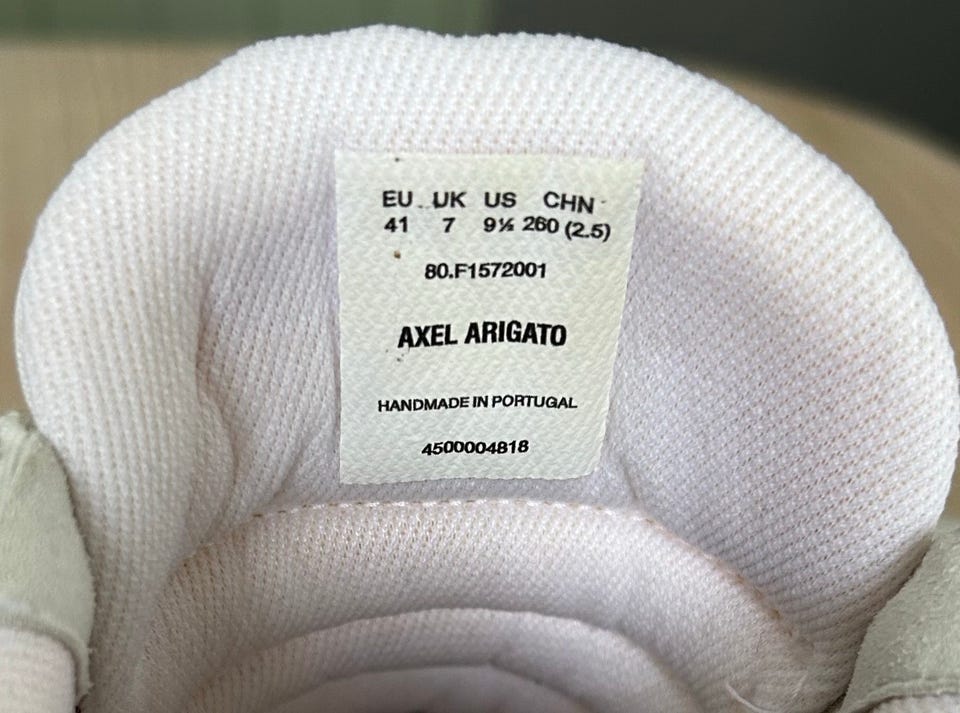 EU UK US CHN
41 7 9½ 260 (2.5)
80.F1572001
AXEL ARIGATO
HANDMADE IN PORTUGAL
4500004818